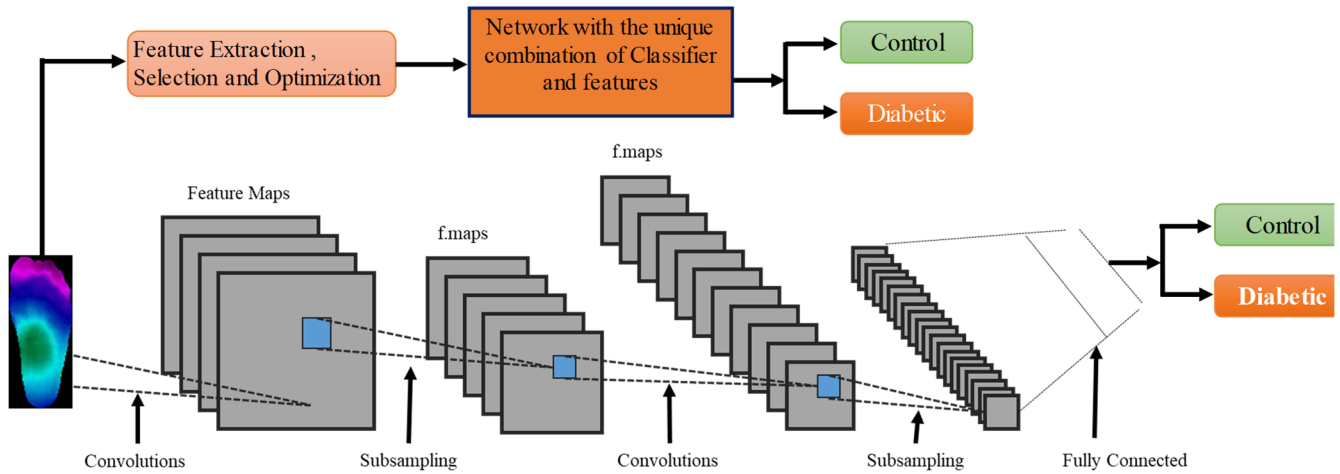 Feature Extraction ,
Selection and Optimization
Network with the unique
combination of Classifier
and features
Control
Diabetic
Feature Maps
f.maps
f.maps
Control
Diabetic
Convolutions
Subsampling
Convolutions
Subsampling
Fully Connected